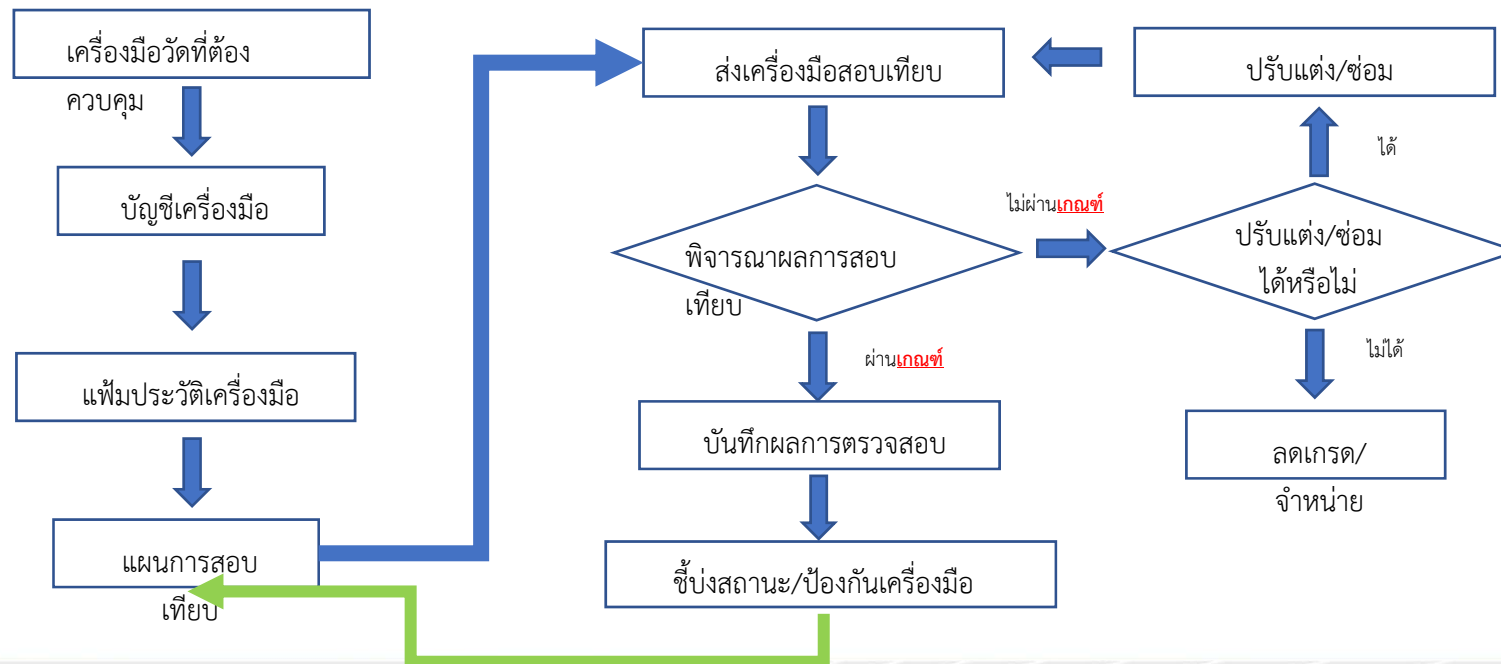 เครื่องมือวัดที่ต้อง
ควบคุม
บัญชีเครื่องมือ
แฟ้มประวัติเครื่องมือ
แผนการสอบ
เทียบ
ส่งเครื่องมือสอบเทียบ
พิจารณาผลการสอบ
เทียบ
ไม่ผ่านเกณฑ์
ผ่านเกณฑ์
บันทึกผลการตรวจสอบ
ชี้บ่งสถานะ/ป้องกันเครื่องมือ
ปรับแต่ง/ซ่อม
ได้
ปรับแต่ง/ซ่อม
ได้หรือไม่
ไม่ได้
ลดเกรด/
จำหน่าย